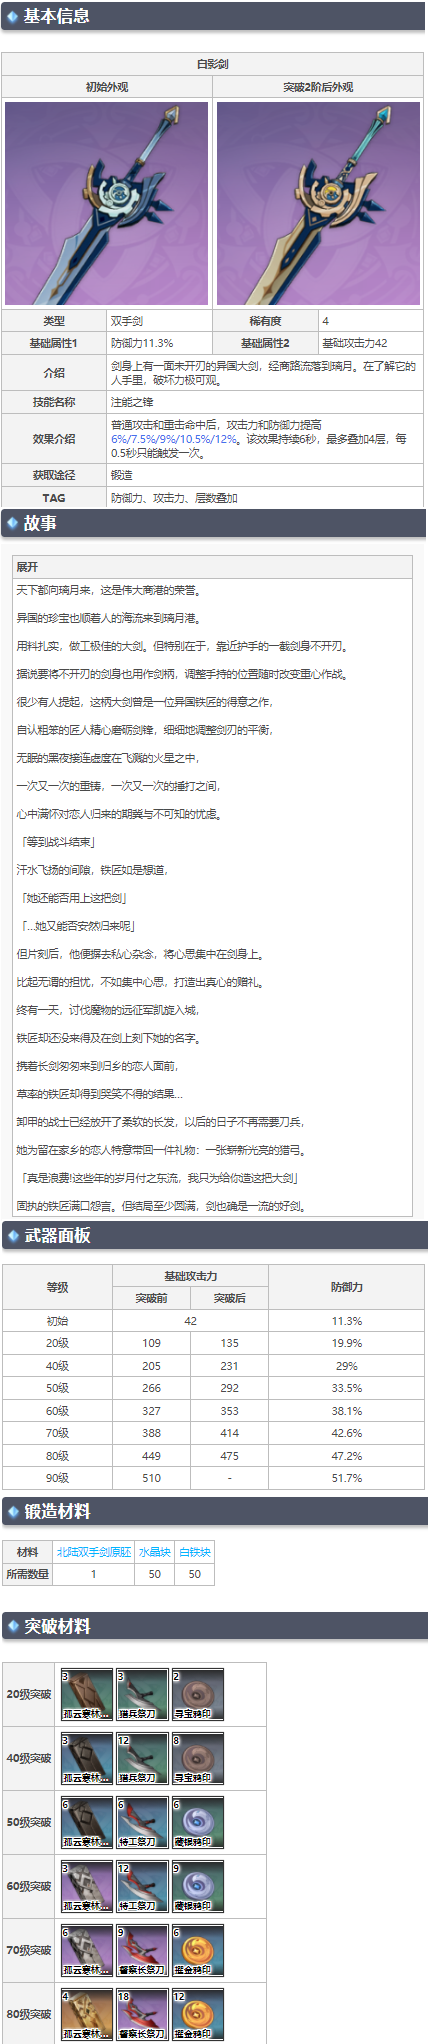 基本信息
白影剑
初始外观 突破2阶后外观
类型 双手剑 稀有度 4
基础属性1 防御力11.3% 基础属性2 基础攻击力42
介绍 剑身上有一面未开刃的异国大剑，经商路流落到璃月。在了解它的
人手里，破坏力极可观。
技能名称 注能之锋
效果介绍 普通攻击和重击命中后，攻击力和防御力提高
6%/7.5%/9%/10.5%/12%。该效果持续6秒，最多叠加4层，每
0.5秒只能触发一次。
获取途径 锻造
TAG 防御力、攻击力、层数叠加
故事
展开
天下都向璃月来，这是伟大商港的荣誉。
异国的珍宝也顺着人的海流来到璃月港。
用料扎实，做工极佳的大剑。但特别在于，靠近护手的一截剑身不开刃。
据说要将不开刃的剑身也用作剑柄，调整手持的位置随时改变重心作战。
很少有人提起，这柄大剑曾是一位异国铁匠的得意之作，
自认粗笨的匠人精心磨砺剑锋，细细地调整剑刃的平衡，
无眠的黑夜接连虚度在飞溅的火星之中，
一次又一次的重铸，一次又一次的捶打之间，
心中满怀对恋人归来的期冀与不可知的忧虑。
「等到战斗结束」
汗水飞扬的间隙，铁匠如是想道，
「她还能否用上这把剑」
「…她又能否安然归来呢」
但片刻后，他便摒去私心杂念，将心思集中在剑身上。
比起无谓的担忧，不如集中心思，打造出真心的赠礼。
终有一天，讨伐魔物的远征军凯旋入城，
铁匠却还没来得及在剑上刻下她的名字。
携着长剑匆匆来到归乡的恋人面前，
草率的铁匠却得到哭笑不得的结果…
卸甲的战士已经放开了柔软的长发，以后的日子不再需要刀兵，
她为留在家乡的恋人特意带回一件礼物：一张崭新光亮的猎弓。
「真是浪费!这些年的岁月付之东流，我只为给你造这把大剑」
固执的铁匠满口怨言。但结局至少圆满，剑也确是一流的好剑。
武器面板
等级 基础攻击力 防御力
突破前 突破后
初始 42 11.3%
20级 109 135 19.9%
40级 205 231 29%
50级 266 292 33.5%
60级 327 353 38.1%
70级 388 414 42.6%
80级 449 475 47.2%
90级 510 - 51.7%
锻造材料
材料 北陆双手剑原胚 水晶块 白铁块
所需数量 1 50 50
突破材料
20级突破 3 孤云寒林... 3 猎兵祭刀 2 寻宝鸦印
40级突破 3 孤云寒林... 12 猎兵祭刀 8 寻宝鸦印
50级突破 6 孤云寒林... 6 特工祭刀 6 藏银鸦印
60级突破 3 孤云寒林... 12 特工祭刀 9 藏银鸦印
70级突破 6 孤云寒林... 9 督察长祭刀 6 攫金鸦印
80级突破 4 孤云寒林... 18 督察长祭刀 12 攫金鸦印